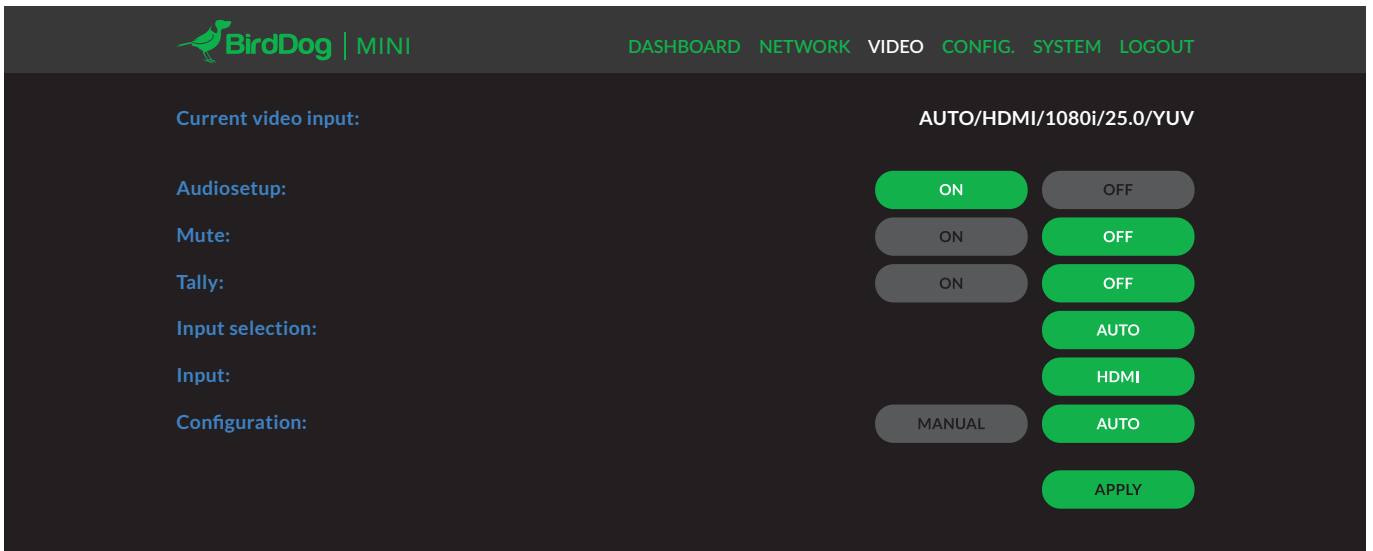 BirdDog | MINI DASHBOARD NETWORK VIDEO CONFIG. SYSTEM LOGOUT
Current video input: AUTO/HDMI/1080i/25.0/YUV
Audiosetup: ON OFF
Mute: ON OFF
Tally: ON OFF
Input selection: AUTO
Input: HDMI
Configuration: MANUAL AUTO
APPLY